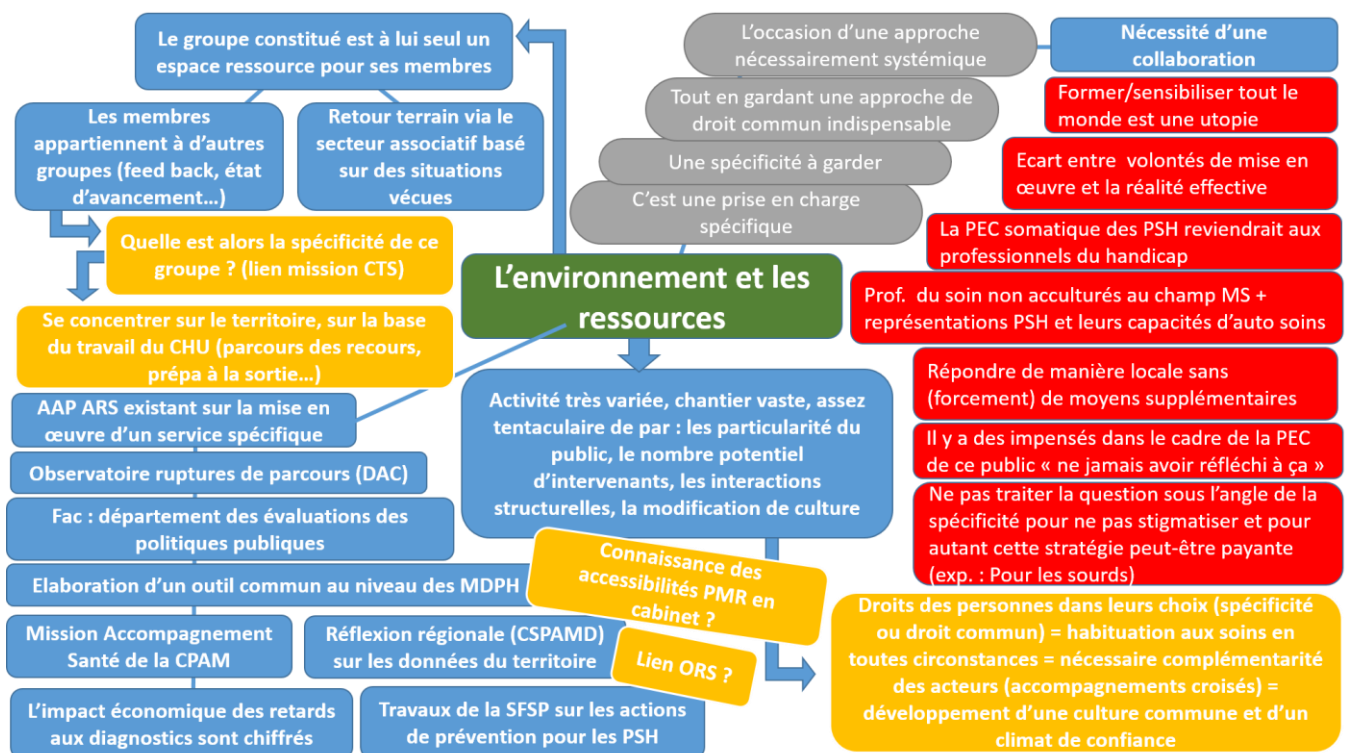 Le groupe constitué est à lui seul un
espace ressource pour ses membres
Les membres
appartiennent à d'autres
groupes (feed back, état
d'avancement…)
Retour terrain via le
secteur associatif basé
sur des situations
vécues
Quelle est alors la spécificité de ce
groupe ? (lien mission CTS)
Se concentrer sur le territoire, sur la base
du travail du CHU (parcours des recours,
prépa à la sortie…)
L'occasion d'une approche
nécessairement systémique
Tout en gardant une approche de
droit commun indispensable
Une spécificité à garder
C'est une prise en charge
spécifique
L'environnement et les
ressources
Nécessité d'une
collaboration
Former/sensibiliser tout le
monde est une utopie
Ecart entre volontés de mise en
œuvre et la réalité effective
La PEC somatique des PSH reviendrait aux
professionnels du handicap
Prof. du soin non acculturés au champ MS +
représentations PSH et leurs capacités d'auto soins
Répondre de manière locale sans
(forcement) de moyens supplémentaires
Il y a des impensés dans le cadre de la PEC
de ce public « ne jamais avoir réfléchi à ça »
Ne pas traiter la question sous l'angle de la
spécificité pour ne pas stigmatiser et pour
autant cette stratégie peut-être payante
(exp. : Pour les sourds)
AAP ARS existant sur la mise en
œuvre d'un service spécifique
Observatoire ruptures de parcours (DAC)
Fac : département des évaluations des
politiques publiques
Elaboration d'un outil commun au niveau des MDPH
Mission Accompagnement
Santé de la CPAM
Réflexion régionale (CSPAMD)
sur les données du territoire
L'impact économique des retards
aux diagnostics sont chiffrés
Travaux de la SFSP sur les actions
de prévention pour les PSH
Activité très variée, chantier vaste, assez
tentaculaire de par : les particularité du
public, le nombre potentiel
d'intervenants, les interactions
structurelles, la modification de culture
Connaissance des
accessibilités PMR en
cabinet ?
Lien ORS ?
Droits des personnes dans leurs choix (spécificité
ou droit commun) = habituation aux soins en
toutes circonstances = nécessaire complémentarité
des acteurs (accompagnements croisés) =
développement d'une culture commune et d'un
climat de confiance